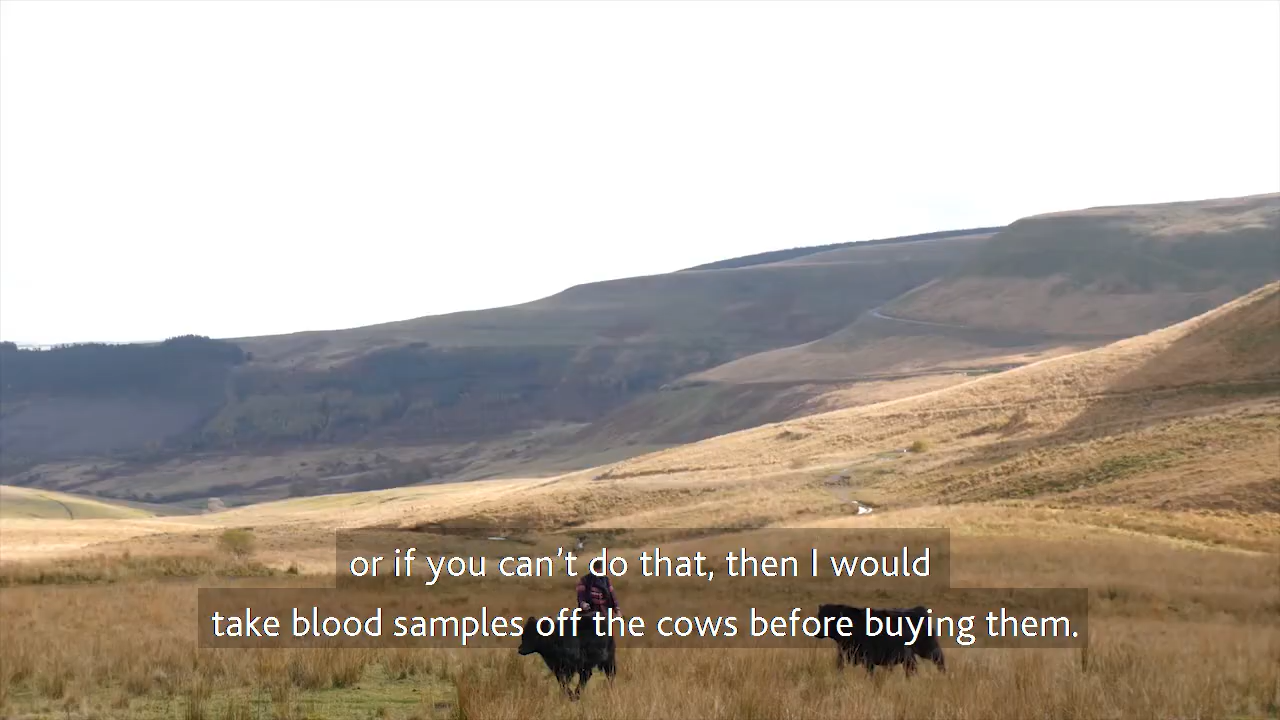 or if you can't do that, then I would
take blood samples off the cows before buying them.